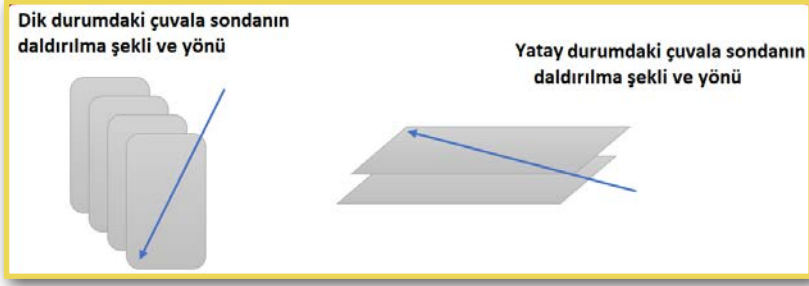 Dik durumdaki çuvala sondanın
daldırılma şekli ve yönü
Yatay durumdaki çuvala sondanın
daldırılma şekli ve yönü